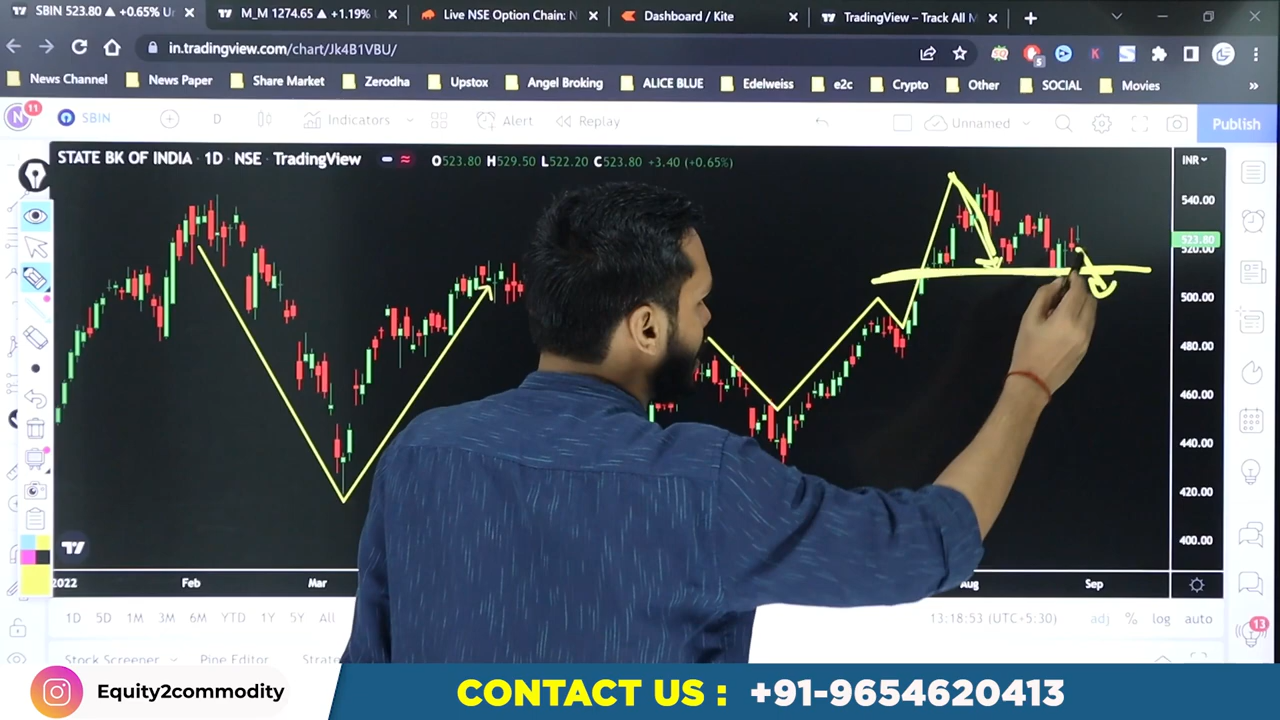 SBIN 523.80 ▲ +0.65%
M_M 1274.65 ▲ +1.19%
Live NSE Option Chain:
Dashboard / Kite
TradingView – Track All M
in.tradingview.com/chart/Jk4B1VBU/
News Channel
News Paper
Share Market
Zerodha
Upstox
Angel Broking
ALICE BLUE
Edelweiss
e2c
Crypto
Other
SOCIAL
Movies
»
N
11
SBIN
D
Indicators
Alert
Replay
Unnamed
Publish
STATE BK OF INDIA · 1D · NSE · TradingView
O523.80 H529.50 L522.20 C523.80 +3.40 (+0.65%)
INR
540.00
523.80
520.00
500.00
480.00
460.00
440.00
420.00
400.00
2022
Feb
Mar
Aug
Sep
1D 5D 1M 3M 6M YTD 1Y 5Y All
13:18:53 (UTC+5:30)
adj % log auto
13
Stock Screener
Pine Editor
Equity2commodity
CONTACT US : +91-9654620413